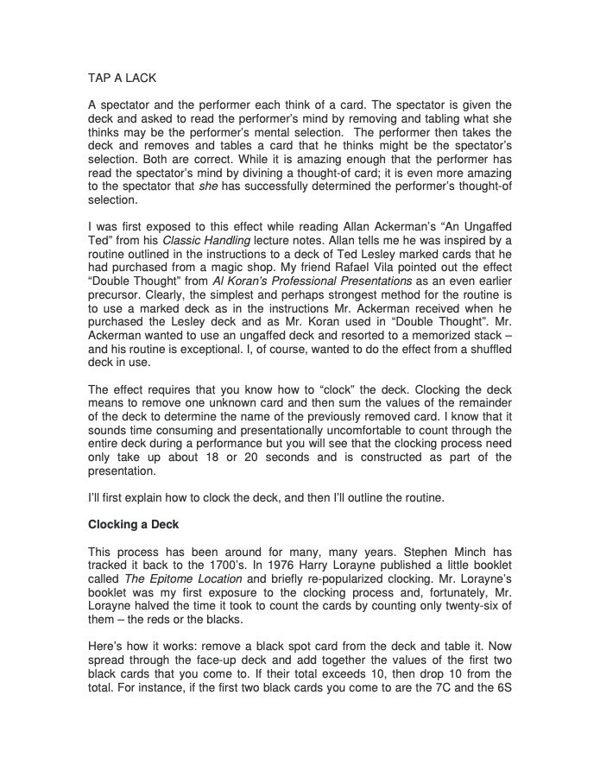 TAP A LACK
A spectator and the performer each think of a card. The spectator is given the
deck and asked to read the performer’s mind by removing and tabling what she
thinks may be the performer’s mental selection. The performer then takes the
deck and removes and tables a card that he thinks might be the spectator’s
selection. Both are correct. While it is amazing enough that the performer has
read the spectator’s mind by divining a thought-of card; it is even more amazing
to the spectator that she has successfully determined the performer’s thought-of
selection.
I was first exposed to this effect while reading Allan Ackerman’s “An Ungaffed
Ted” from his Classic Handling lecture notes. Allan tells me he was inspired by a
routine outlined in the instructions to a deck of Ted Lesley marked cards that he
had purchased from a magic shop. My friend Rafael Vila pointed out the effect
“Double Thought” from Al Koran’s Professional Presentations as an even earlier
precursor. Clearly, the simplest and perhaps strongest method for the routine is
to use a marked deck as in the instructions Mr. Ackerman received when he
purchased the Lesley deck and as Mr. Koran used in “Double Thought”. Mr.
Ackerman wanted to use an ungaffed deck and resorted to a memorized stack –
and his routine is exceptional. I, of course, wanted to do the effect from a shuffled
deck in use.
The effect requires that you know how to “clock” the deck. Clocking the deck
means to remove one unknown card and then sum the values of the remainder
of the deck to determine the name of the previously removed card. I know that it
sounds time consuming and presentationally uncomfortable to count through the
entire deck during a performance but you will see that the clocking process need
only take up about 18 or 20 seconds and is constructed as part of the
presentation.
I’ll first explain how to clock the deck, and then I’ll outline the routine.
Clocking a Deck
This process has been around for many, many years. Stephen Minch has
tracked it back to the 1700’s. In 1976 Harry Lorayne published a little booklet
called The Epitome Location and briefly re-popularized clocking. Mr. Lorayne’s
booklet was my first exposure to the clocking process and, fortunately, Mr.
Lorayne halved the time it took to count the cards by counting only twenty-six of
them – the reds or the blacks.
Here’s how it works: remove a black spot card from the deck and table it. Now
spread through the face-up deck and add together the values of the first two
black cards that you come to. If their total exceeds 10, then drop 10 from the
total. For instance, if the first two black cards you come to are the 7C and the 6S